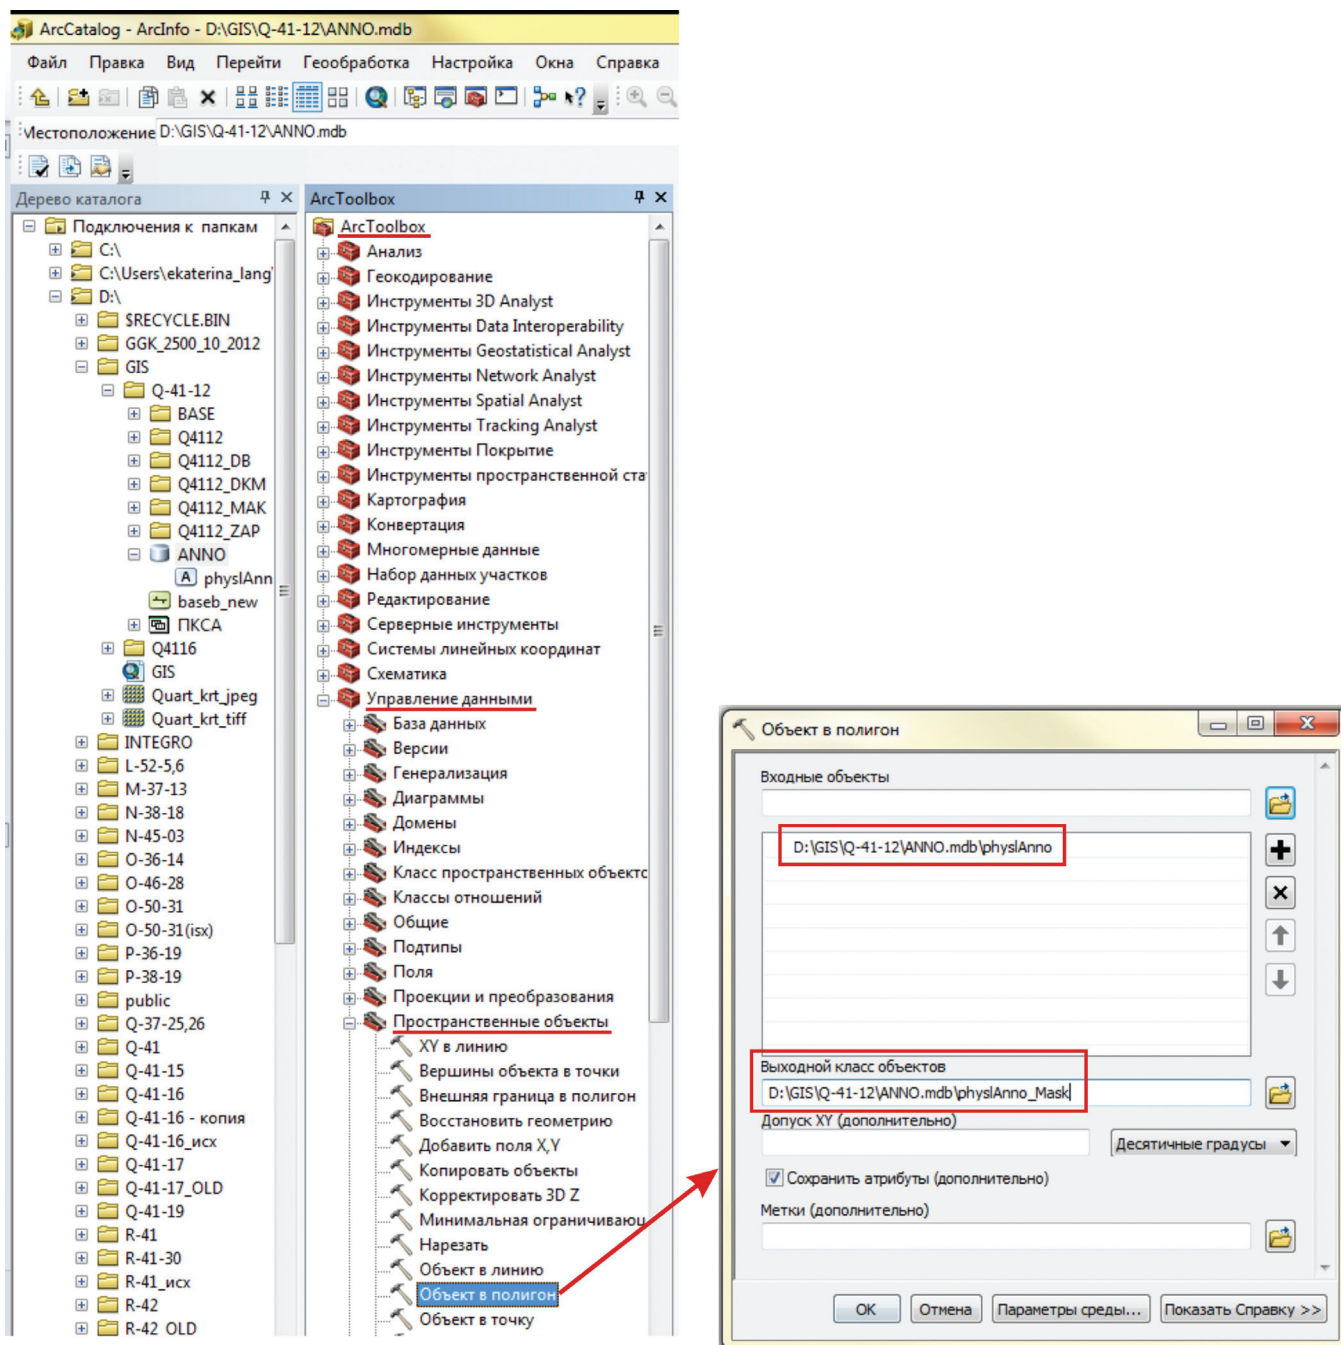 ArcCatalog - ArcInfo - D:\GIS\Q-41-12\ANNO.mdb
Файл Правка Вид Перейти Геообработка Настройка Окна Справка
Местоположение D:\GIS\Q-41-12\ANNO.mdb
Дерево каталога
Подключения к папкам
C:\
C:\Users\ekaterina_lang
D:\
$RECYCLE.BIN
GGK_2500_10_2012
GIS
Q-41-12
BASE
Q4112
Q4112_DB
Q4112_DKM
Q4112_MAK
Q4112_ZAP
ANNO
physlAnn
baseb_new
ПКСА
Q4116
GIS
Quart_krt_jpeg
Quart_krt_tiff
INTEGRO
L-52-5,6
M-37-13
N-38-18
N-45-03
O-36-14
O-46-28
O-50-31
O-50-31(isx)
P-36-19
P-38-19
public
Q-37-25,26
Q-41
Q-41-15
Q-41-16
Q-41-16 - копия
Q-41-16_исх
Q-41-17
Q-41-17_OLD
Q-41-19
R-41
R-41-30
R-41_исх
R-42
R-42 OLD
ArcToolbox
ArcToolbox
Анализ
Геокодирование
Инструменты 3D Analyst
Инструменты Data Interoperability
Инструменты Geostatistical Analyst
Инструменты Network Analyst
Инструменты Spatial Analyst
Инструменты Tracking Analyst
Инструменты Покрытие
Инструменты пространственной ста
Картография
Конвертация
Многомерные данные
Набор данных участков
Редактирование
Серверные инструменты
Системы линейных координат
Схематика
Управление данными
База данных
Версии
Генерализация
Диаграммы
Домены
Индексы
Класс пространственных объекто
Классы отношений
Общие
Подтипы
Поля
Проекции и преобразования
Пространственные объекты
XY в линию
Вершины объекта в точки
Внешняя граница в полигон
Восстановить геометрию
Добавить поля X,Y
Копировать объекты
Корректировать 3D Z
Минимальная ограничивающ
Нарезать
Объект в линию
Объект в полигон
Объект в точку
Объект в полигон
Входные объекты
D:\GIS\Q-41-12\ANNO.mdb\physlAnno
Выходной класс объектов
D:\GIS\Q-41-12\ANNO.mdb\physlAnno_Mask
Допуск XY (дополнительно)
Десятичные градусы
Сохранить атрибуты (дополнительно)
Метки (дополнительно)
OK Отмена Параметры среды... Показать Справку >>